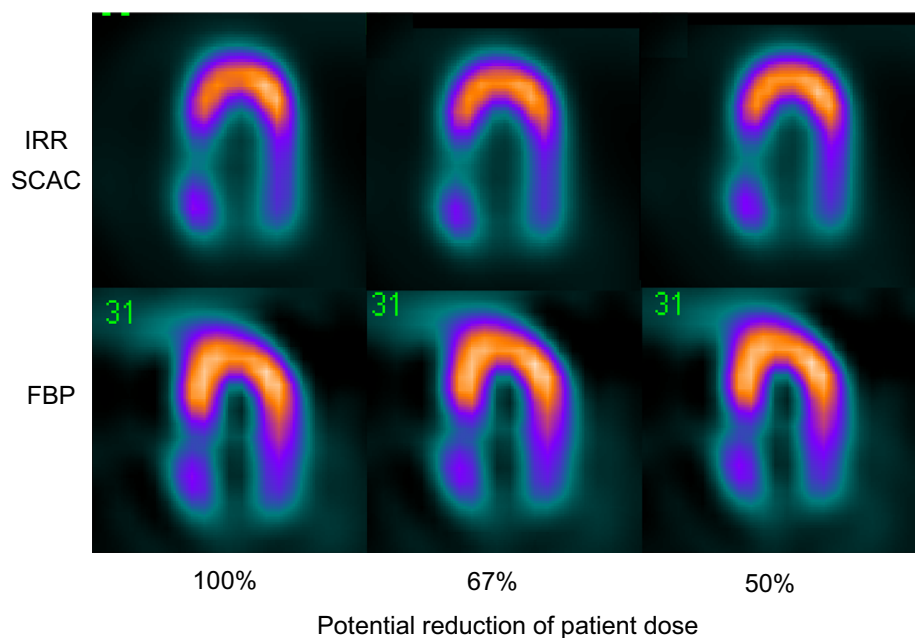 IRR
SCAC
31
31
31
FBP
100%
67%
50%
Potential reduction of patient dose